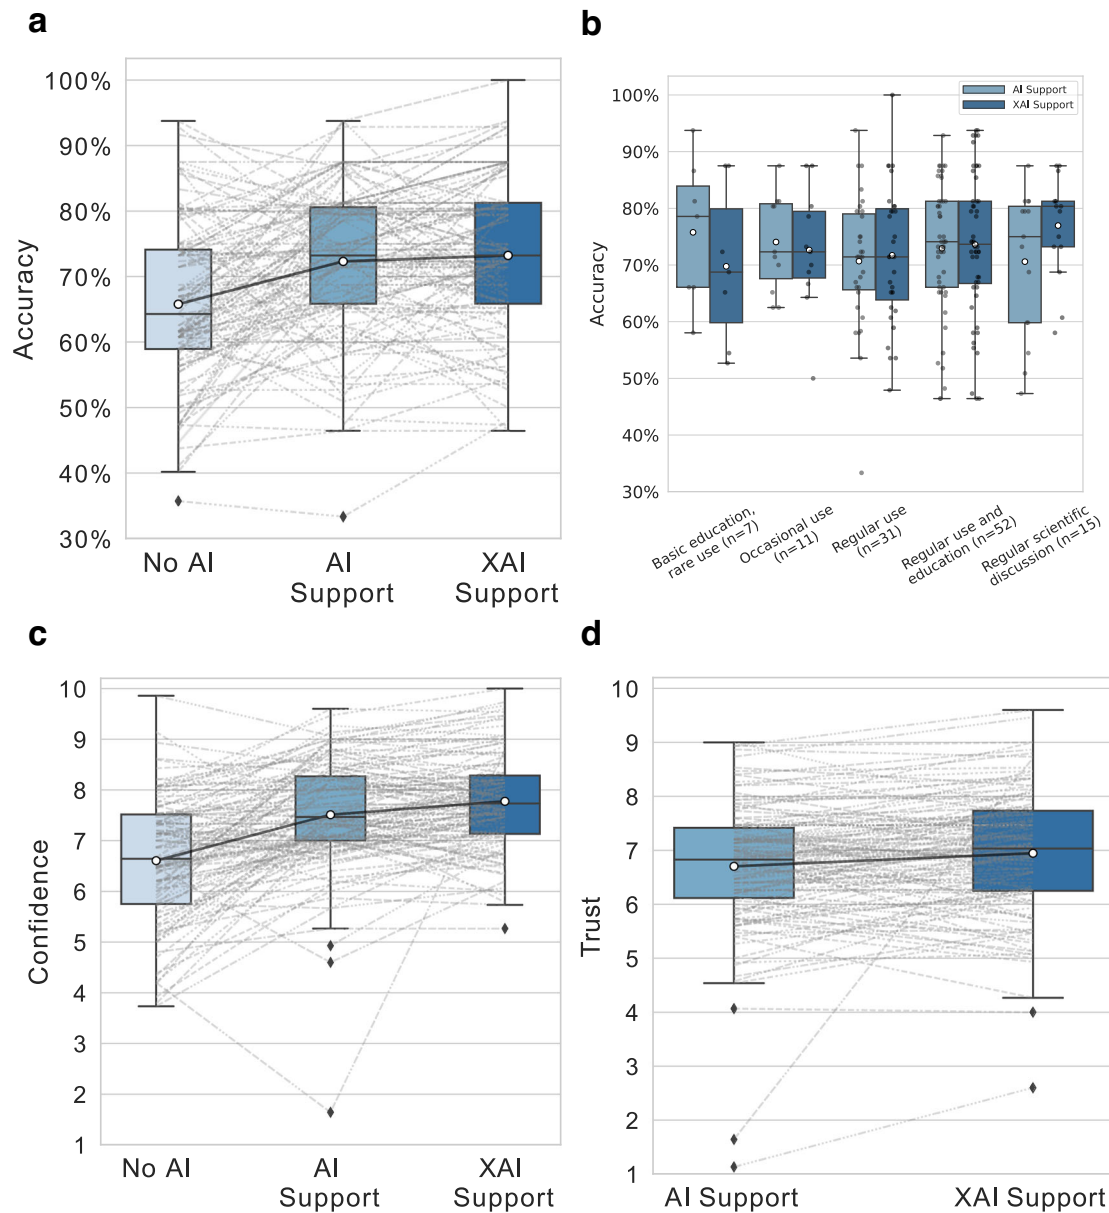 a
100%
90%
80%
70%
60%
50%
40%
30%
Accuracy
No AI
AI
Support
XAI
Support
b
100%
90%
80%
70%
60%
50%
40%
30%
Accuracy
AI Support
XAI Support
Basic education,
rare use (n=7)
Occasional use
(n=11)
Regular use
(n=31)
Regular use and
education (n=52)
Regular scientific
discussion (n=15)
c
10
9
8
7
6
5
4
3
2
1
Confidence
No AI
AI
Support
XAI
Support
d
10
9
8
7
6
5
4
3
2
1
Trust
AI Support
XAI Support